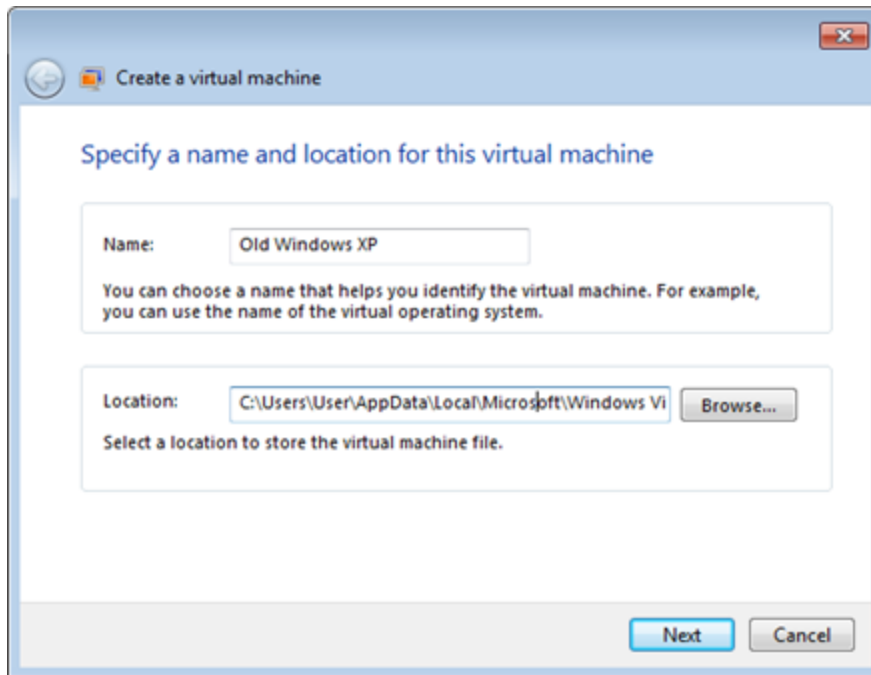 Create a virtual machine
Specify a name and location for this virtual machine
Name: Old Windows XP
You can choose a name that helps you identify the virtual machine. For example,
you can use the name of the virtual operating system.
Location: C:\Users\User\AppData\Local\Microsoft\Windows Vi Browse...
Select a location to store the virtual machine file.
Next Cancel